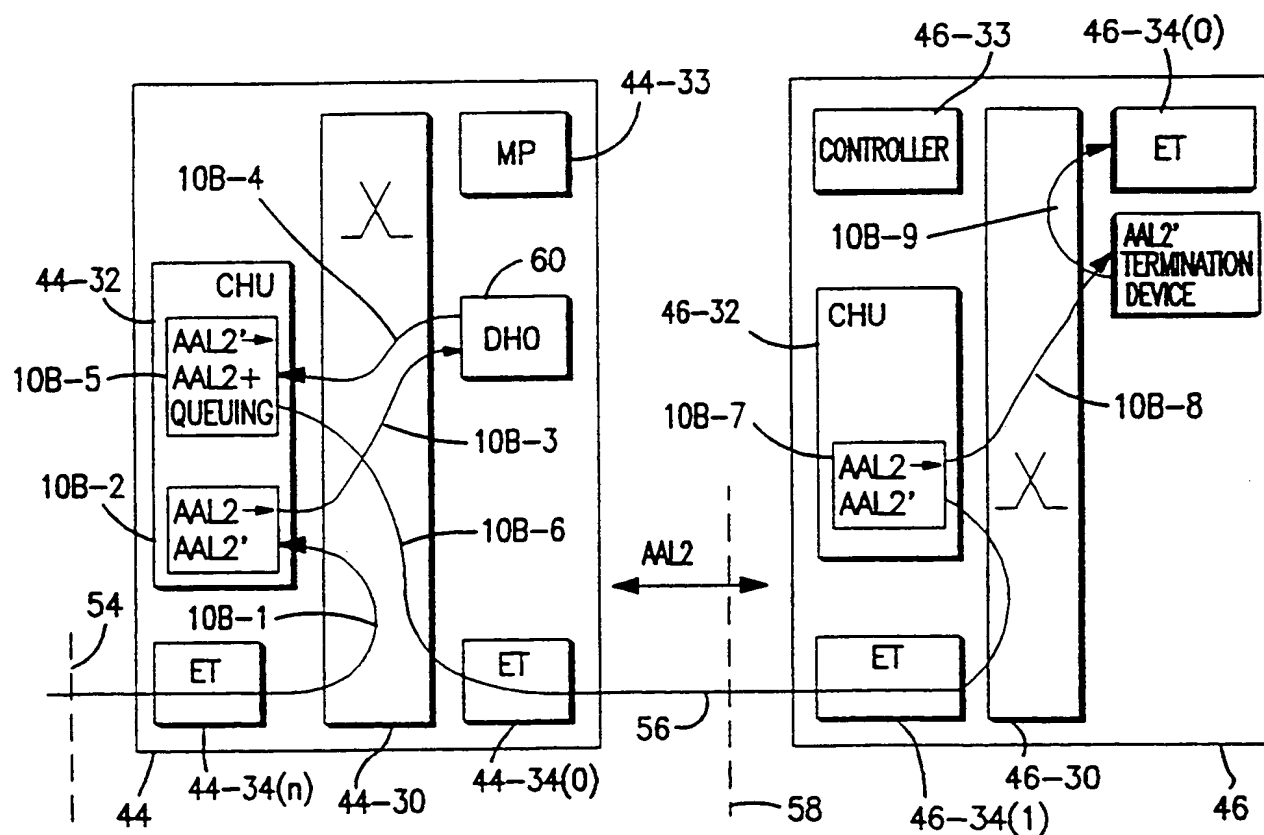 46-34(0)
46-33
44-33
MP
CONTROLLER
ET
10B-4
10B-9
AAL2'
TERMINATION
DEVICE
60
44-32
CHU
DHO
46-32
CHU
AAL2'→
AAL2+
QUEUING
10B-5
10B-8
10B-7
10B-3
AAL2→
AAL2'
10B-2
AAL2→
AAL2'
10B-6
AAL2
54
10B-1
ET
ET
ET
56
44
44-34(n)
44-30
44-34(0)
58
46-34(1)
46-30
46